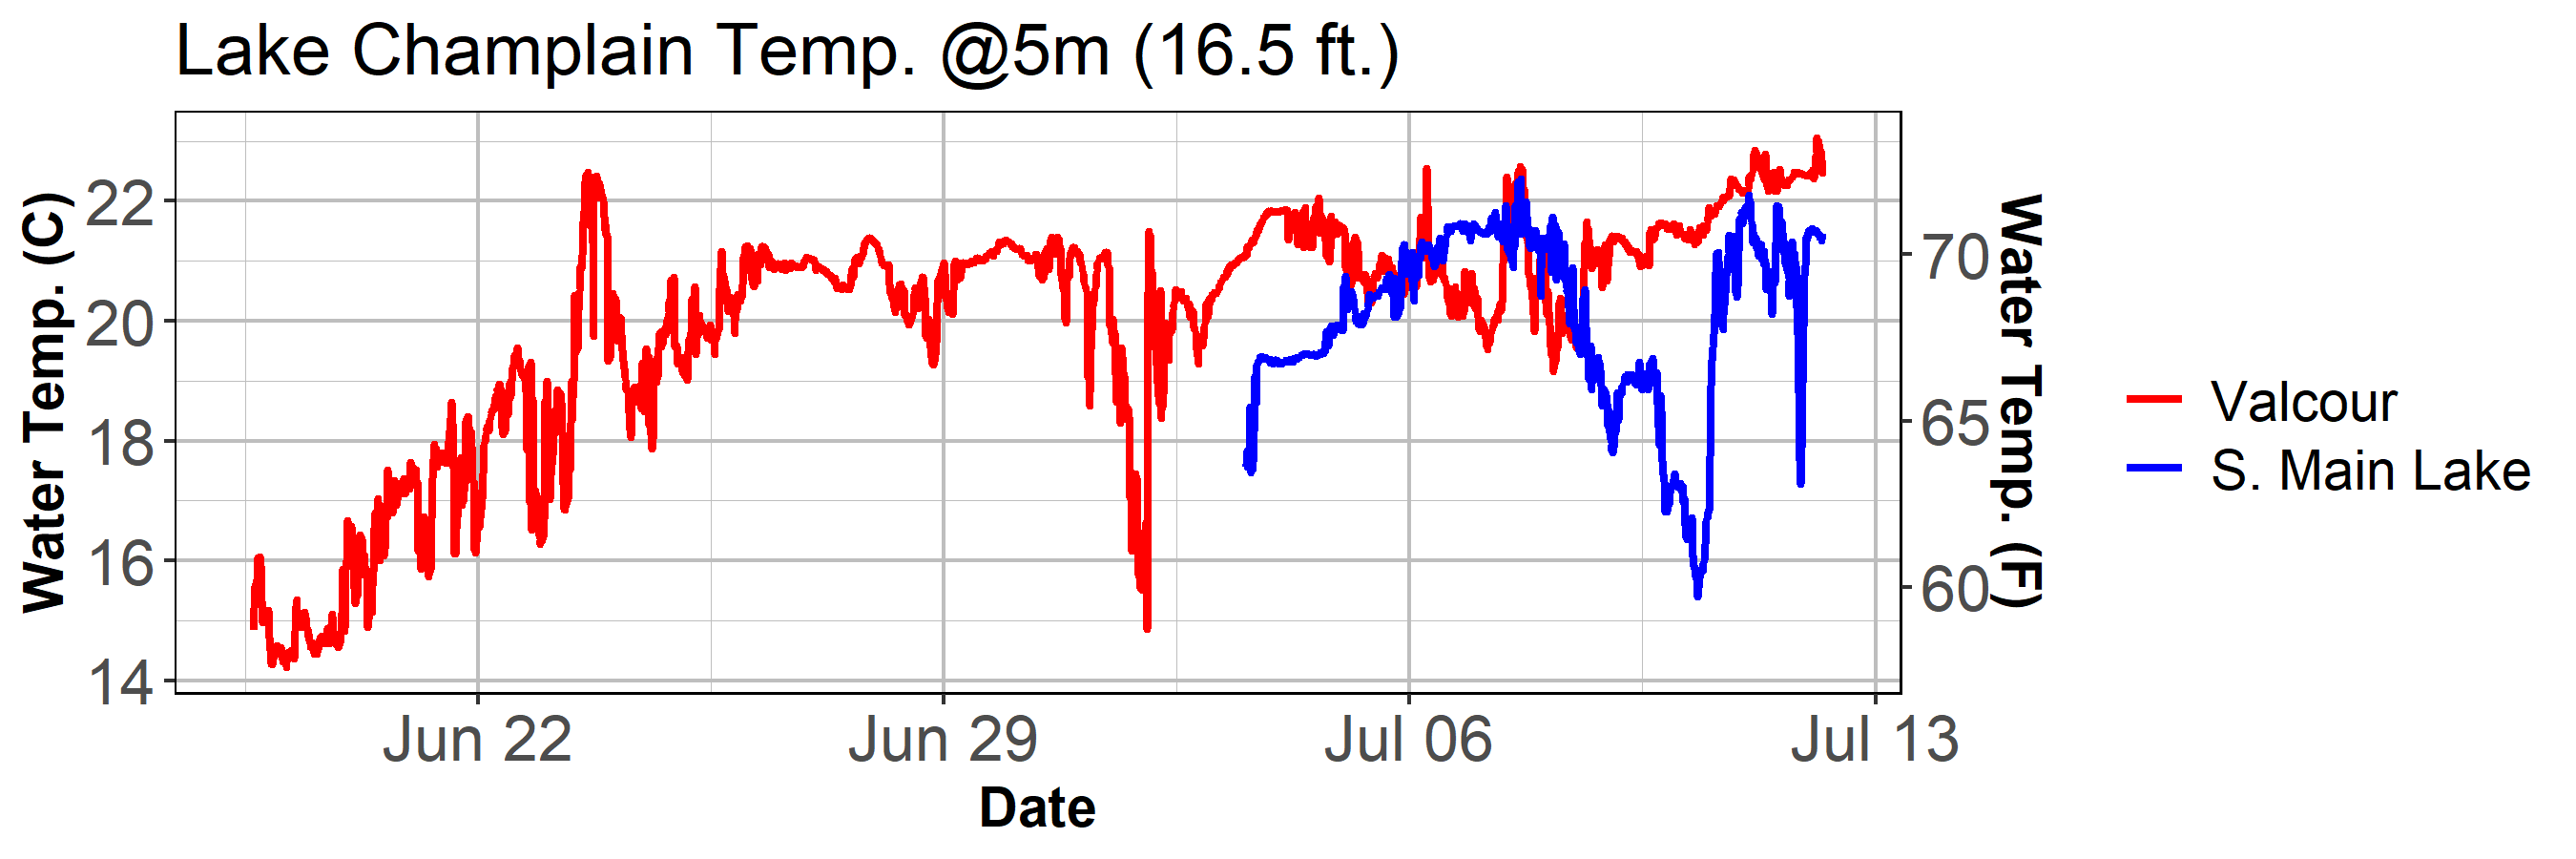 Lake Champlain Temp. @5m (16.5 ft.)
Water Temp. (C)
22
20
18
16
14
70
65
60
Water Temp. (F)
Jun 22 Jun 29 Jul 06 Jul 13
Date
Valcour
S. Main Lake